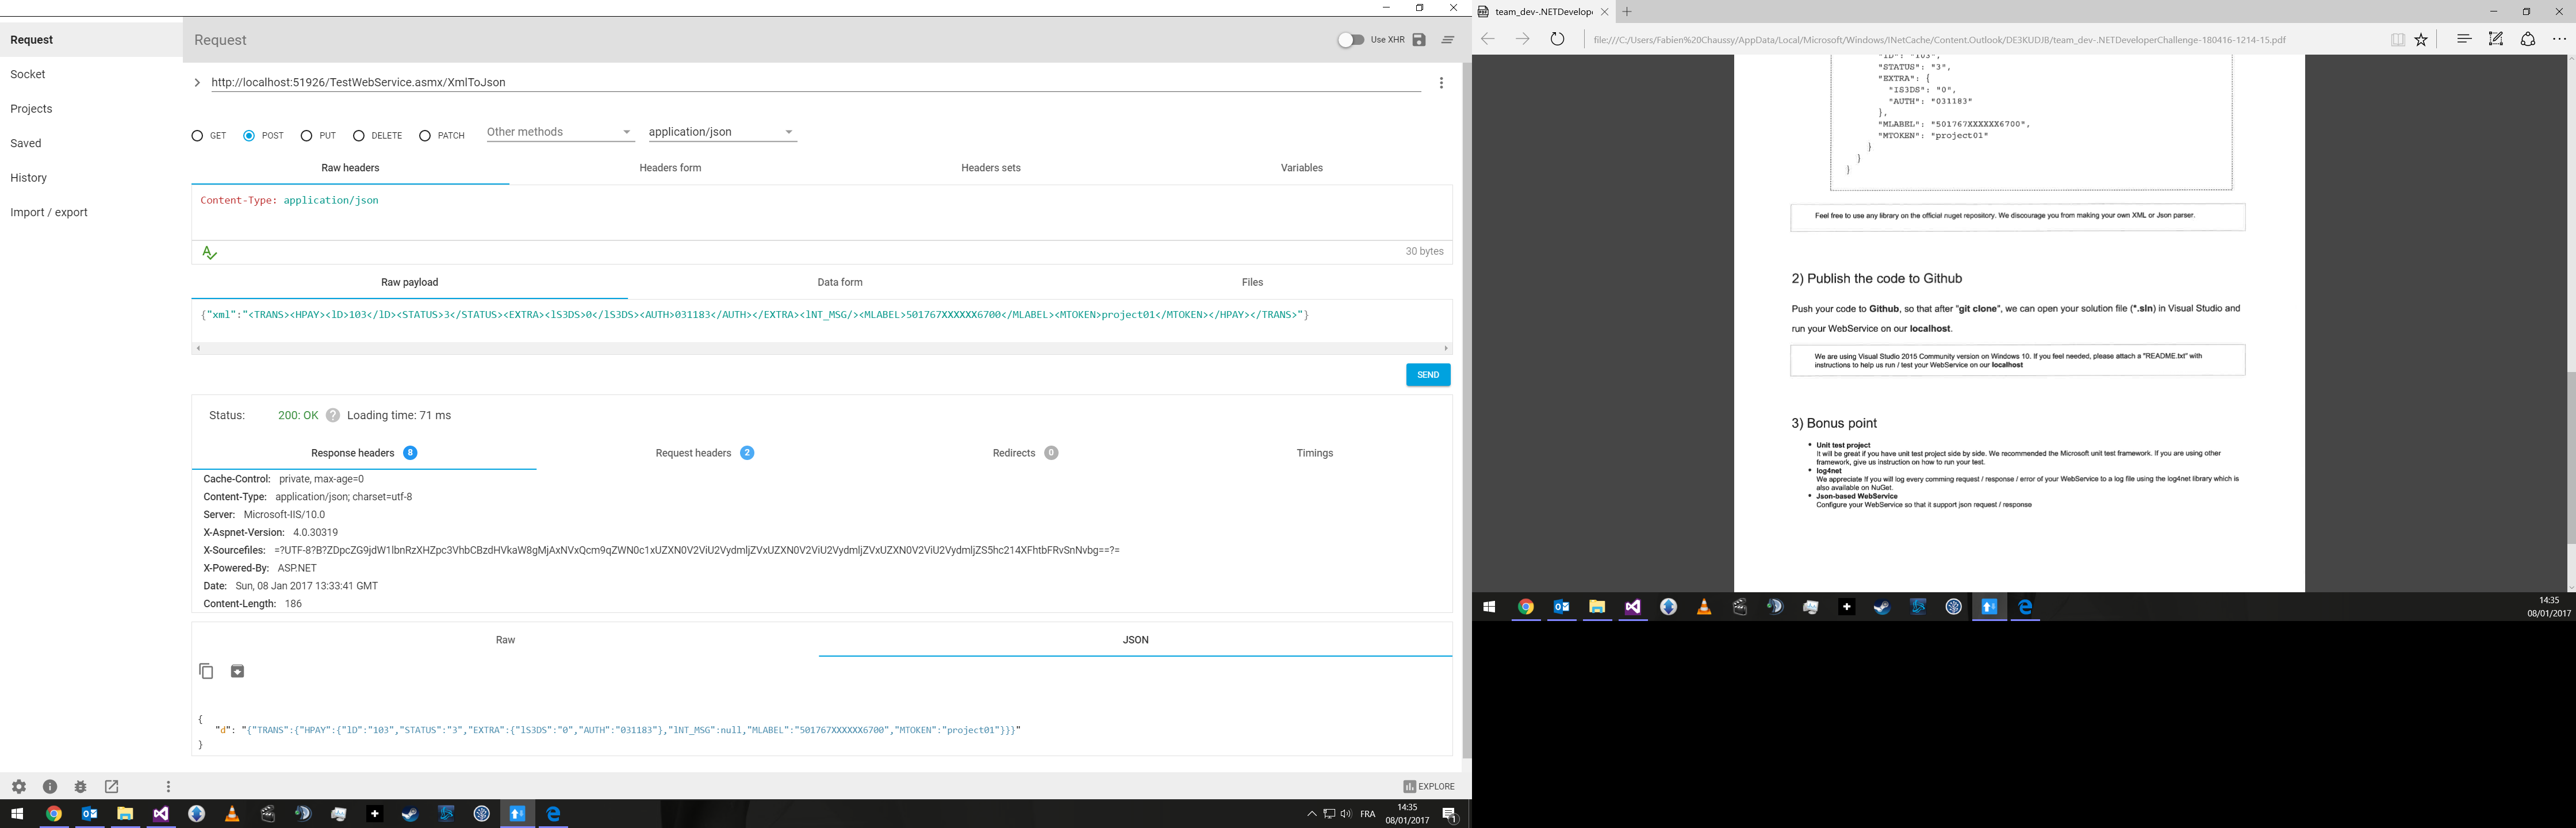 Request
Socket
Projects
Saved
History
Import / export
Request
Use XHR
http://localhost:51926/TestWebService.asmx/XmlToJson
GET POST PUT DELETE PATCH Other methods application/json
Raw headers Headers form Headers sets Variables
Content-Type: application/json
30 bytes
Raw payload Data form Files
{"xml":"<TRANS><HPAY><lD>103</lD><STATUS>3</STATUS><EXTRA><lS3DS>0</lS3DS><AUTH>031183</AUTH></EXTRA><lNT_MSG/><MLABEL>501767XXXXXX6700</MLABEL><MTOKEN>project01</MTOKEN></HPAY></TRANS>"}
SEND
Status: 200: OK ? Loading time: 71 ms
Response headers 8 Request headers 2 Redirects 0 Timings
Cache-Control: private, max-age=0
Content-Type: application/json; charset=utf-8
Server: Microsoft-IIS/10.0
X-Aspnet-Version: 4.0.30319
X-Sourcefiles: =?UTF-8?B?ZDpcZG9jdW1lbnRzXHZpc3VhbCBzdHVkaW8gMjAxNVxQcm9qZWN0c1xUZXN0V2ViU2VydmljZVxUZXN0V2ViU2VydmljZVxUZXN0V2ViU2VydmljZS5hc214XFhtbFRvSnNvbg==?=
X-Powered-By: ASP.NET
Date: Sun, 08 Jan 2017 13:33:41 GMT
Content-Length: 186
Raw JSON
{
"d": "{"TRANS":{"HPAY":{"lD":"103","STATUS":"3","EXTRA":{"lS3DS":"0","AUTH":"031183"},"lNT_MSG":null,"MLABEL":"501767XXXXXX6700","MTOKEN":"project01"}}}"
}
EXPLORE
FRA
14:35
08/01/2017
1
team_dev-.NETDevelop
file:///C:/Users/Fabien%20Chaussy/AppData/Local/Microsoft/Windows/INetCache/Content.Outlook/DE3KUDJB/team_dev-.NETDeveloperChallenge-180416-1214-15.pdf
"ID": "103",
"STATUS": "3",
"EXTRA": {
"IS3DS": "0",
"AUTH": "031183"
},
"MLABEL": "501767XXXXXX6700",
"MTOKEN": "project01"
}
}
}
Feel free to use any library on the official nuget repository. We discourage you from making your own XML or Json parser.
2) Publish the code to Github
Push your code to Github, so that after "git clone", we can open your solution file (*.sln) in Visual Studio and
run your WebService on our localhost.
We are using Visual Studio 2015 Community version on Windows 10. If you feel needed, please attach a "README.txt" with
instructions to help us run / test your WebService on our localhost
3) Bonus point
• Unit test project
It will be great if you have unit test project side by side. We recommended the Microsoft unit test framework. If you are using other
framework, give us instruction on how to run your test.
• log4net
We appreciate if you will log every comming request / response / error of your WebService to a log file using the log4net library which is
also available on NuGet.
• Json-based WebService
Configure your WebService so that it support json request / response
14:35
08/01/2017